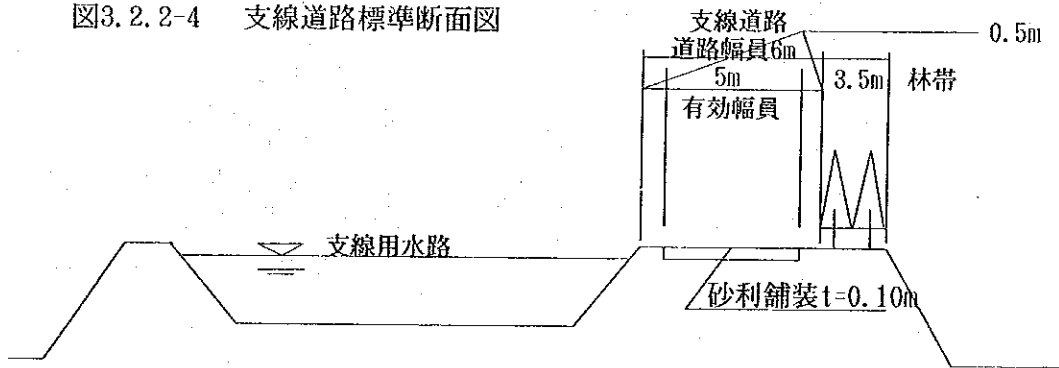 図3.2.2-4 支線道路標準断面図
支線道路
0.5m
道路幅員6m
5m
3.5m 林帯
有効幅員
支線用水路
砂利舗装t=0.10m